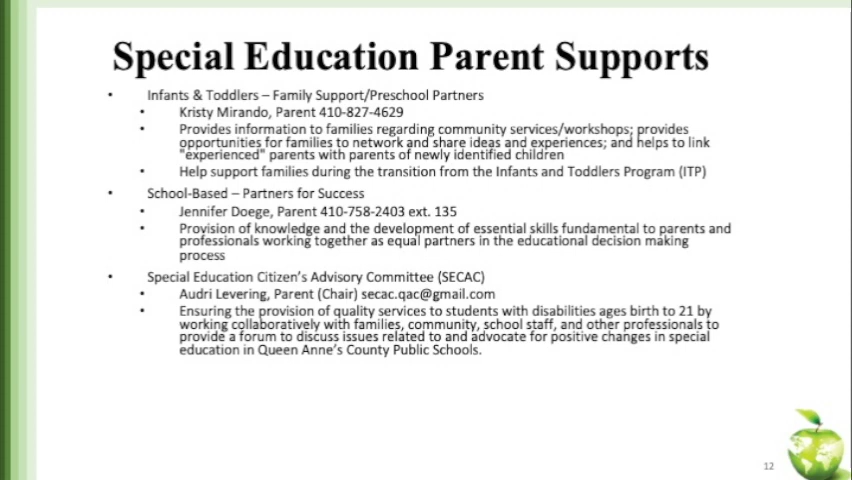 Special Education Parent Supports
• Infants & Toddlers – Family Support/Preschool Partners
• Kristy Mirando, Parent 410-827-4629
• Provides information to families regarding community services/workshops; provides
opportunities for families to network and share ideas and experiences; and helps to link
"experienced" parents with parents of newly identified children
• Help support families during the transition from the Infants and Toddlers Program (ITP)
• School-Based – Partners for Success
• Jennifer Doege, Parent 410-758-2403 ext. 135
• Provision of knowledge and the development of essential skills fundamental to parents and
professionals working together as equal partners in the educational decision making
process
• Special Education Citizen's Advisory Committee (SECAC)
• Audri Levering, Parent (Chair) secac.qac@gmail.com
• Ensuring the provision of quality services to students with disabilities ages birth to 21 by
working collaboratively with families, community, school staff, and other professionals to
provide a forum to discuss issues related to and advocate for positive changes in special
education in Queen Anne's County Public Schools.
12